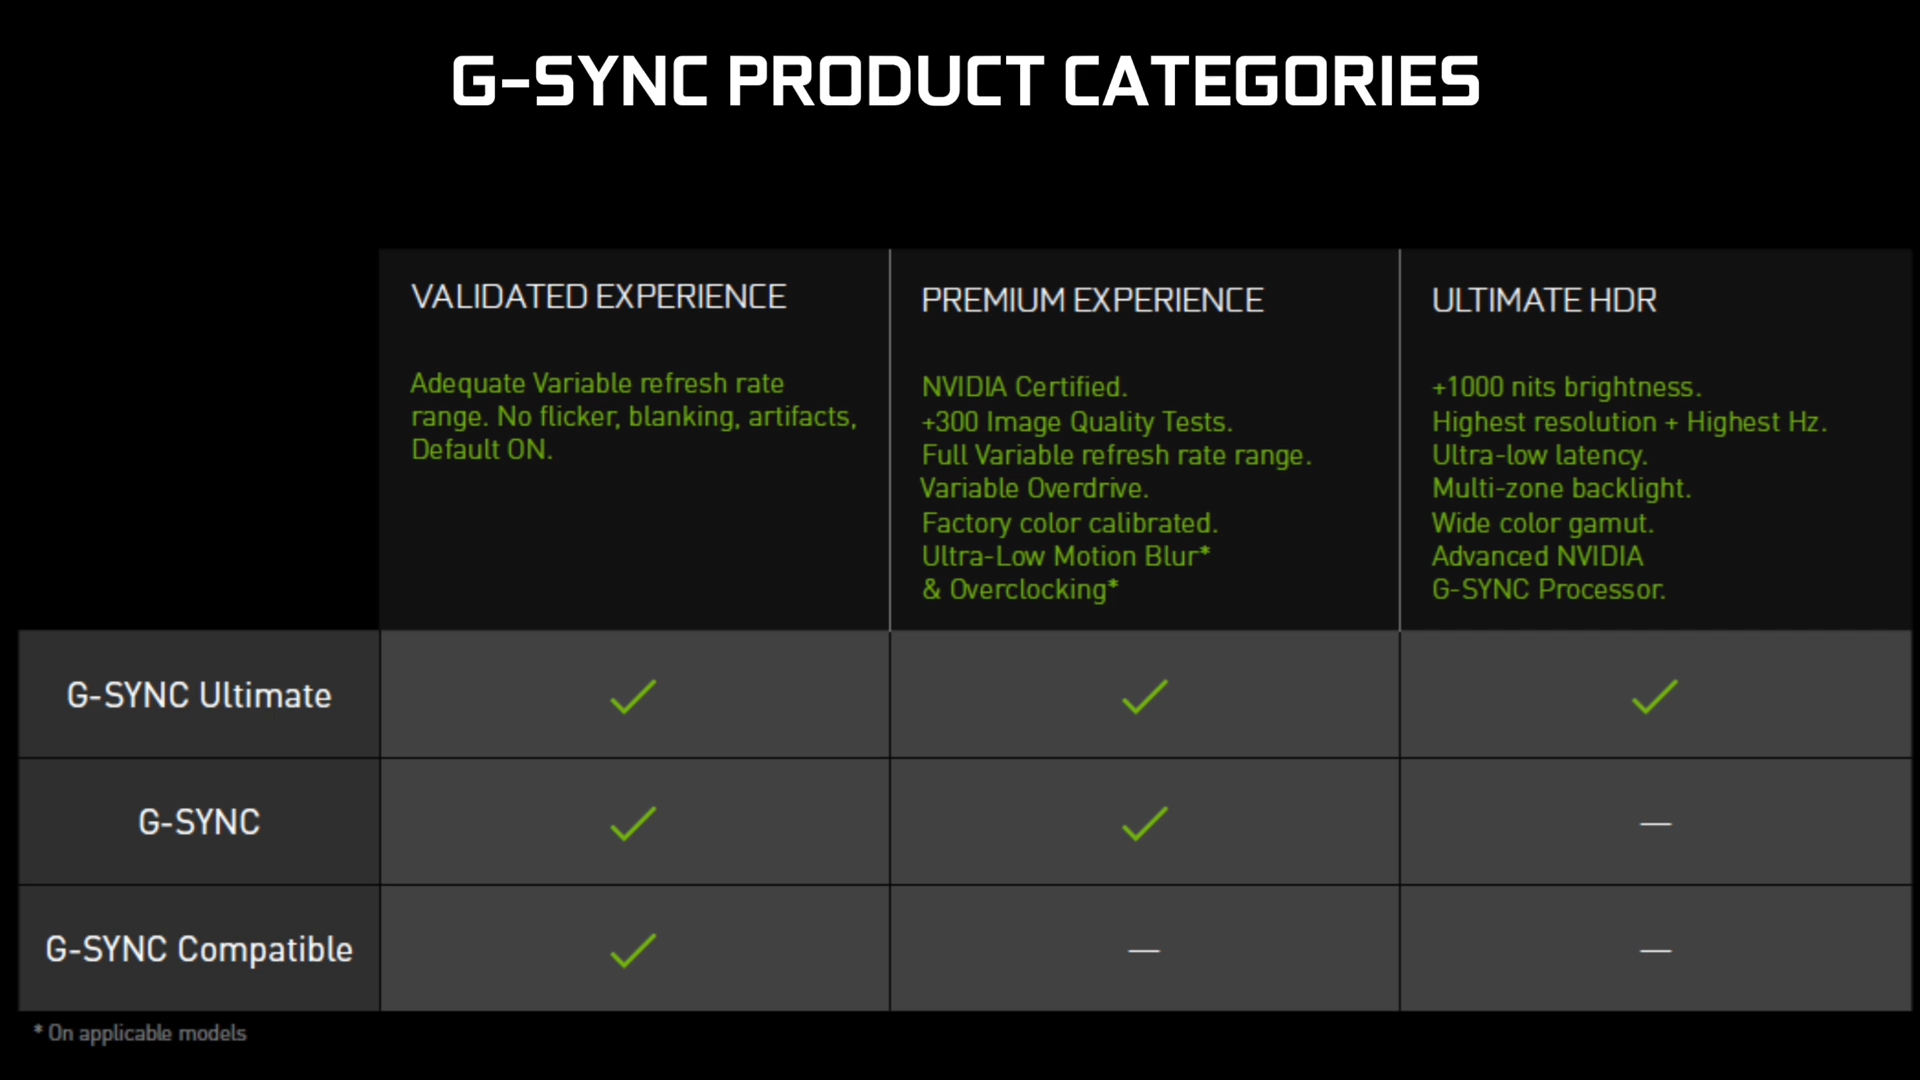 G-SYNC PRODUCT CATEGORIES
VALIDATED EXPERIENCE
Adequate Variable refresh rate
range. No flicker, blanking, artifacts,
Default ON.
PREMIUM EXPERIENCE
NVIDIA Certified.
+300 Image Quality Tests.
Full Variable refresh rate range.
Variable Overdrive.
Factory color calibrated.
Ultra-Low Motion Blur*
& Overclocking*
ULTIMATE HDR
+1000 nits brightness.
Highest resolution + Highest Hz.
Ultra-low latency.
Multi-zone backlight.
Wide color gamut.
Advanced NVIDIA
G-SYNC Processor.
G-SYNC Ultimate
G-SYNC
G-SYNC Compatible
* On applicable models